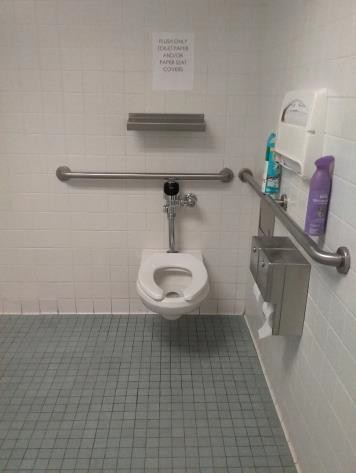 FLUSH ONLY
TOILET PAPER
AND/OR
PAPER SEAT
COVERS